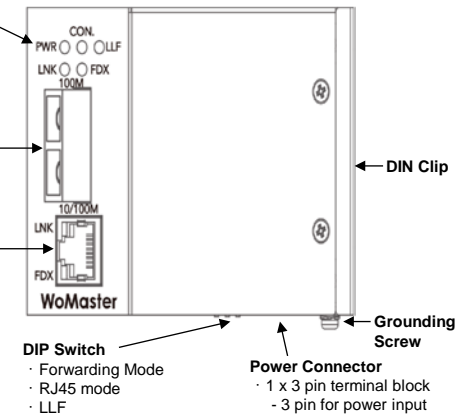 CON.
PWR LLF
LNK FDX
100M
DIN Clip
10/100M
LNK
FDX
WoMaster
Grounding
Screw
DIP Switch
· Forwarding Mode
· RJ45 mode
· LLF
Power Connector
· 1 x 3 pin terminal block
- 3 pin for power input